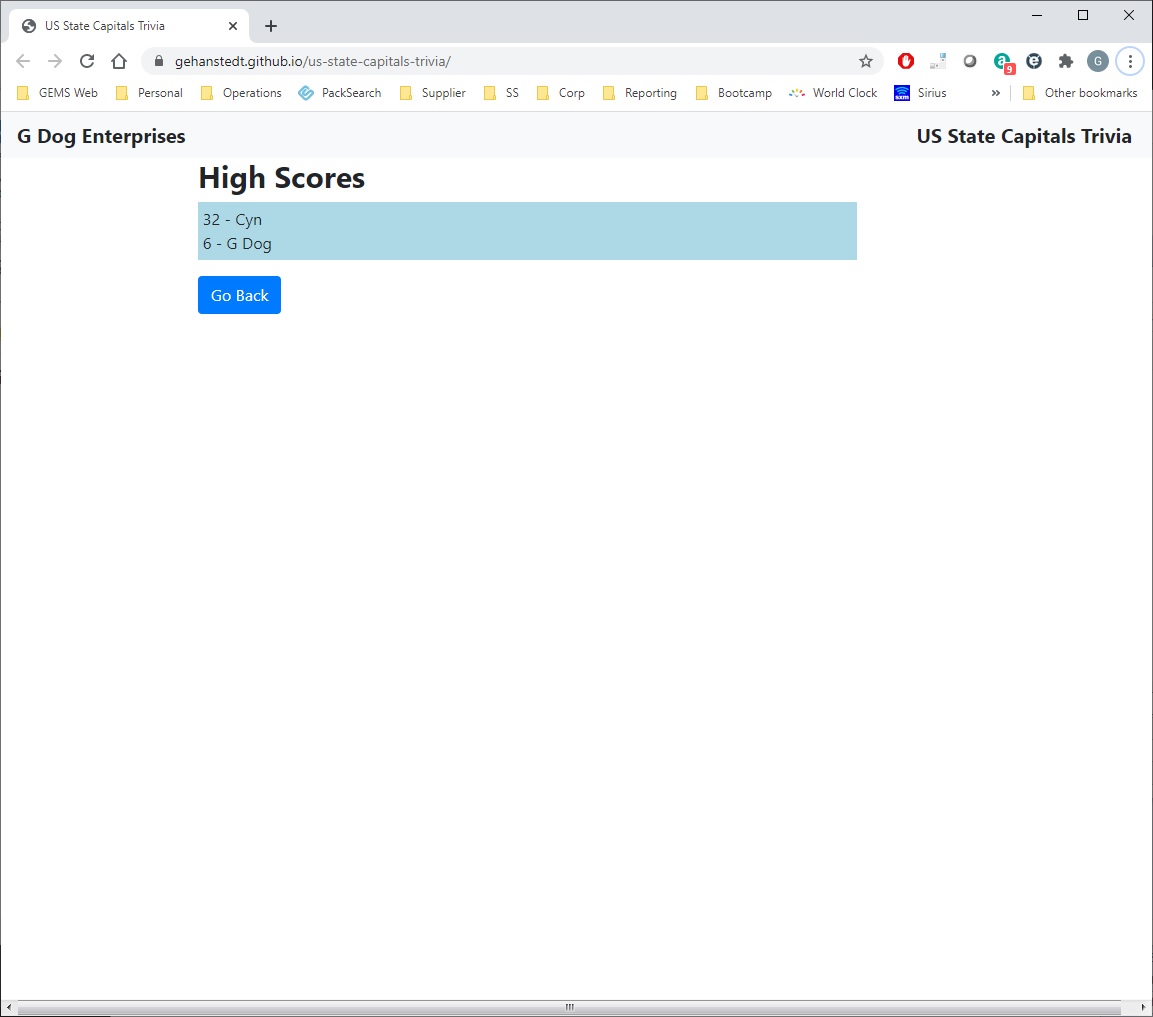 US State Capitals Trivia
gehanstedt.github.io/us-state-capitals-trivia/
9
G
GEMS Web Personal Operations PackSearch Supplier SS Corp Reporting Bootcamp World Clock Sirius » Other bookmarks
G Dog Enterprises US State Capitals Trivia
High Scores
32 - Cyn
6 - G Dog
Go Back